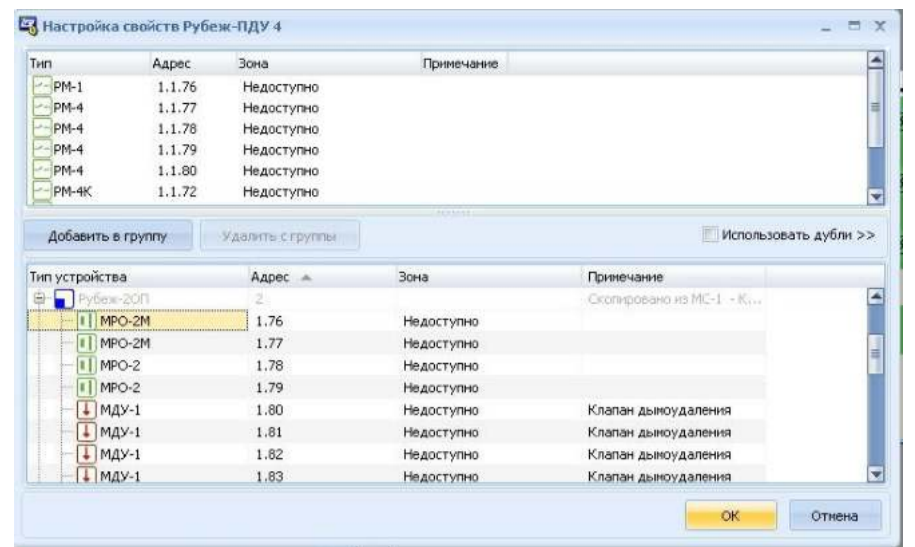 Настройка свойств Рубеж-ПДУ 4
Тип Адрес Зона Примечание
РМ-1 1.1.76 Недоступно
РМ-4 1.1.77 Недоступно
РМ-4 1.1.78 Недоступно
РМ-4 1.1.79 Недоступно
РМ-4 1.1.80 Недоступно
РМ-4К 1.1.72 Недоступно
Добавить в группу Удалить с группы Использовать дубли >>
Тип устройства Адрес Зона Примечание
Рубеж-2ОП 2 Скопировано из МС-1 - К...
МРО-2М 1.76 Недоступно
МРО-2М 1.77 Недоступно
МРО-2 1.78 Недоступно
МРО-2 1.79 Недоступно
МДУ-1 1.80 Недоступно Клапан дымоудаления
МДУ-1 1.81 Недоступно Клапан дымоудаления
МДУ-1 1.82 Недоступно Клапан дымоудаления
МДУ-1 1.83 Недоступно Клапан дымоудаления
ОК Отмена